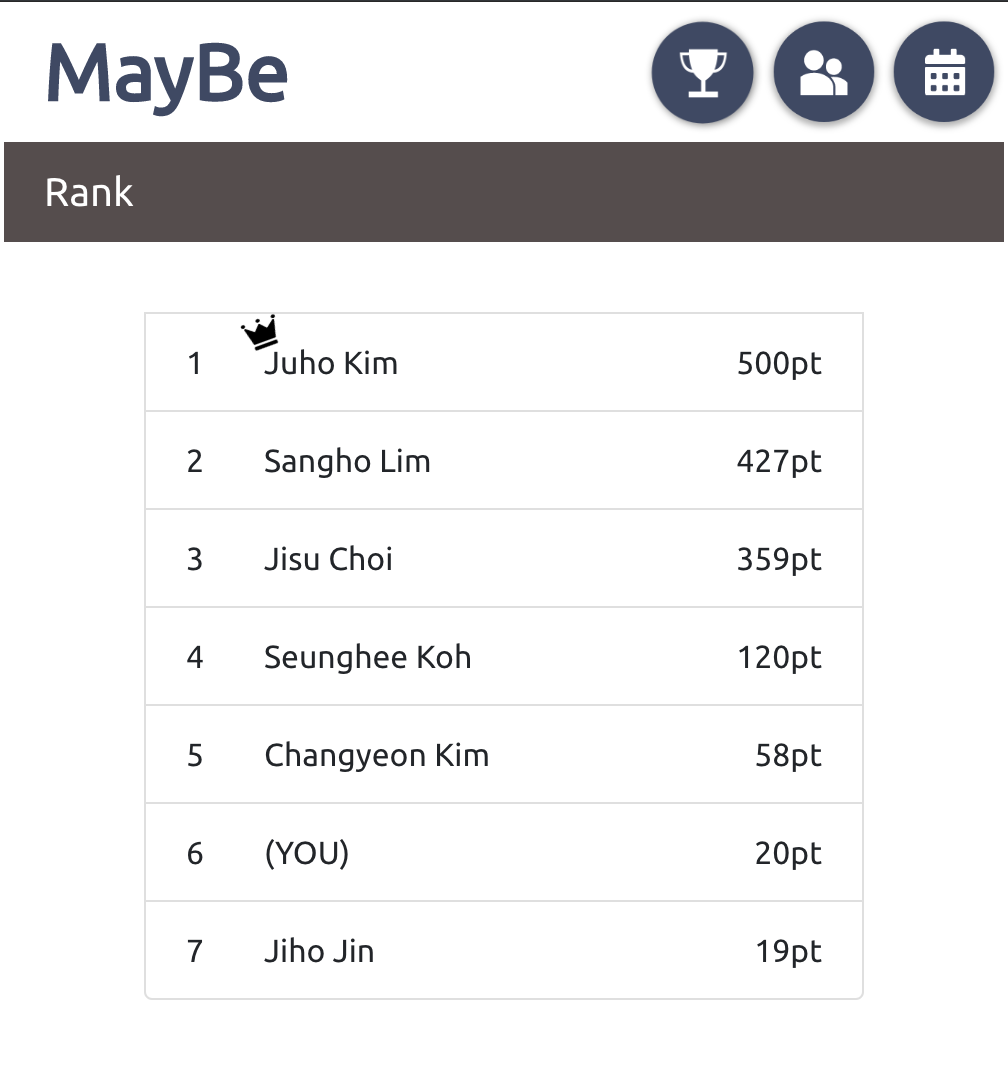 MayBe
Rank
1 Juho Kim 500pt
2 Sangho Lim 427pt
3 Jisu Choi 359pt
4 Seunghee Koh 120pt
5 Changyeon Kim 58pt
6 (YOU) 20pt
7 Jiho Jin 19pt